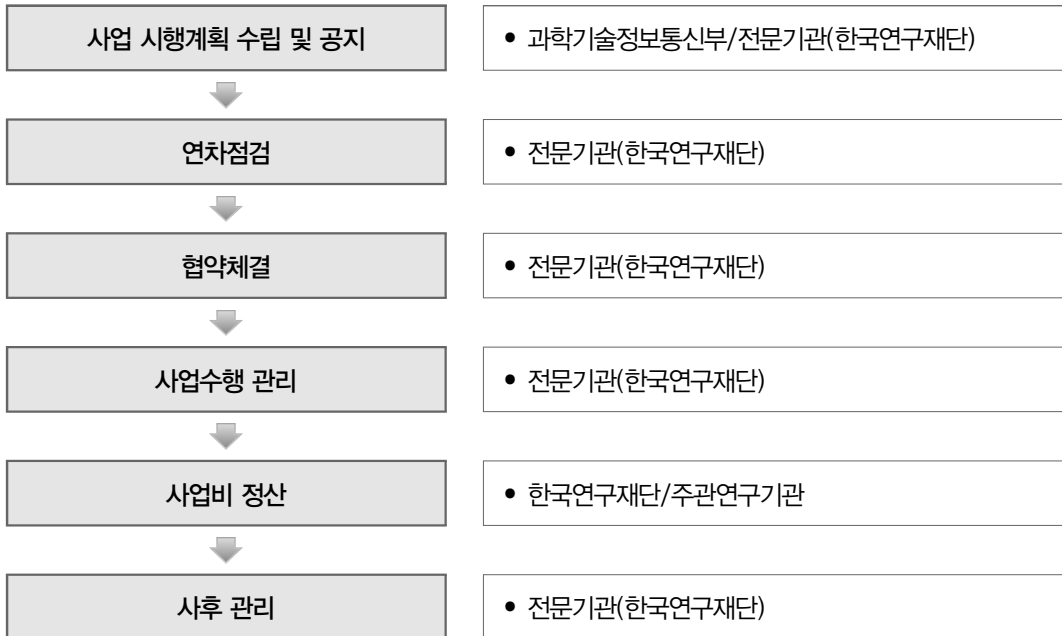 사업 시행계획 수립 및 공지
• 과학기술정보통신부/전문기관(한국연구재단)
연차점검
• 전문기관(한국연구재단)
협약체결
• 전문기관(한국연구재단)
사업수행 관리
• 전문기관(한국연구재단)
사업비 정산
• 한국연구재단/주관연구기관
사후 관리
• 전문기관(한국연구재단)